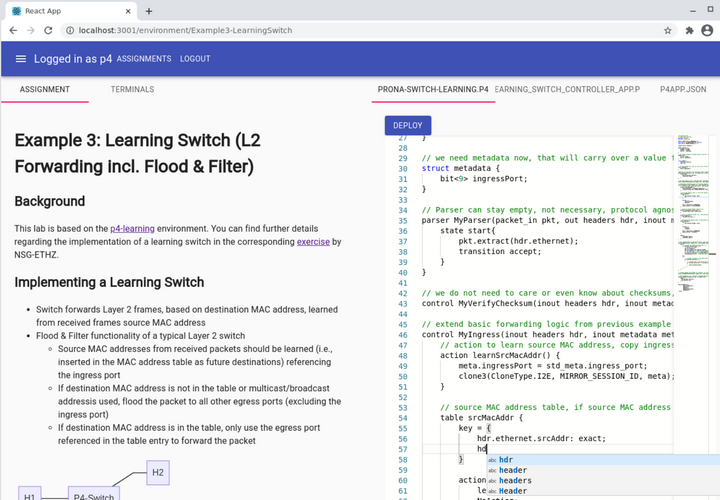 React App
localhost:3001/environment/Example3-LearningSwitch
Logged in as p4 ASSIGNMENTS LOGOUT
ASSIGNMENT TERMINALS
PRONA-SWITCH-LEARNING.P4 EARNING_SWITCH_CONTROLLER_APP.P P4APP.JSON
Example 3: Learning Switch (L2
Forwarding incl. Flood & Filter)
Background
This lab is based on the p4-learning environment. You can find further details
regarding the implementation of a learning switch in the corresponding exercise by
NSG-ETHZ.
Implementing a Learning Switch
• Switch forwards Layer 2 frames, based on destination MAC address, learned
from received frames source MAC address
• Flood & Filter functionality of a typical Layer 2 switch
Source MAC addresses from received packets should be learned (i.e.,
inserted in the MAC address table as future destinations) referencing
the ingress port
If destination MAC address is not in the table or multicast/broadcast
addressis used, flood the packet to all other egress ports (excluding the
ingress port)
If destination MAC address is in the table, only use the egress port
referenced in the table entry to forward the packet
H2
H1 P4-Switch
DEPLOY
27 }
28
29 // we need metadata now, that will carry over a value
30 struct metadata {
31 bit<9> ingressPort;
32 }
33
34 // Parser can stay empty, not necessary, protocol agnos
35 parser MyParser(packet_in pkt, out headers hdr, inout m
36 state start{
37 pkt.extract(hdr.ethernet);
38 transition accept;
39 }
40 }
41
42 // we do not need to care or even know about checksums,
43 control MyVerifyChecksum(inout headers hdr, inout metad
44
45 // extend basic forwarding logic from previous example
46 control MyIngress(inout headers hdr, inout metadata met
47 // action to learn source MAC address, copy ingress
48 action learnSrcMacAddr() {
49 meta.ingressPort = std_meta.ingress_port;
50 clone3(CloneType.I2E, MIRROR_SESSION_ID, meta);
51 }
52
53 // source MAC address table, if source MAC address
54 table srcMacAddr {
55 key = {
56 hdr.ethernet.srcAddr: exact;
57 hd
58 }
59
60 action
61 le
abc hdr
abc header
abc headers
abc Header